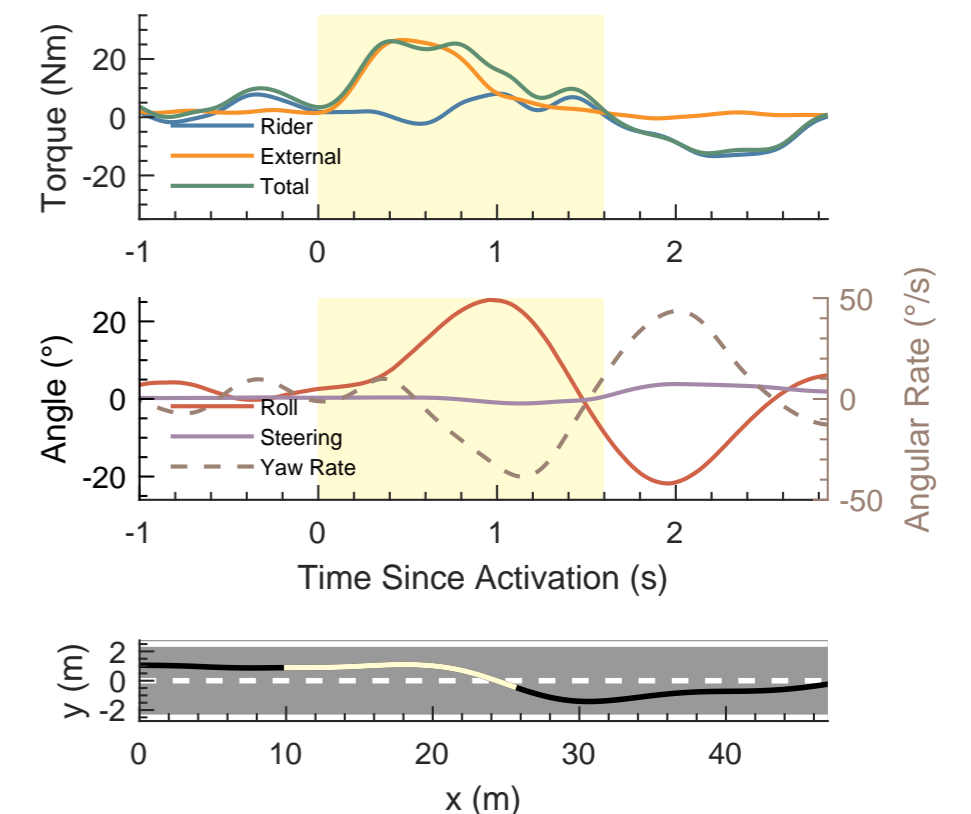 Torque (Nm)
20
0
-20
Rider
External
Total
-1 0 1 2
Angle (°)
20
0
-20
Roll
Steering
Yaw Rate
50
0
-50
Angular Rate (°/s)
-1 0 1 2
Time Since Activation (s)
y (m)
2
0
-2
0 10 20 30 40
x (m)